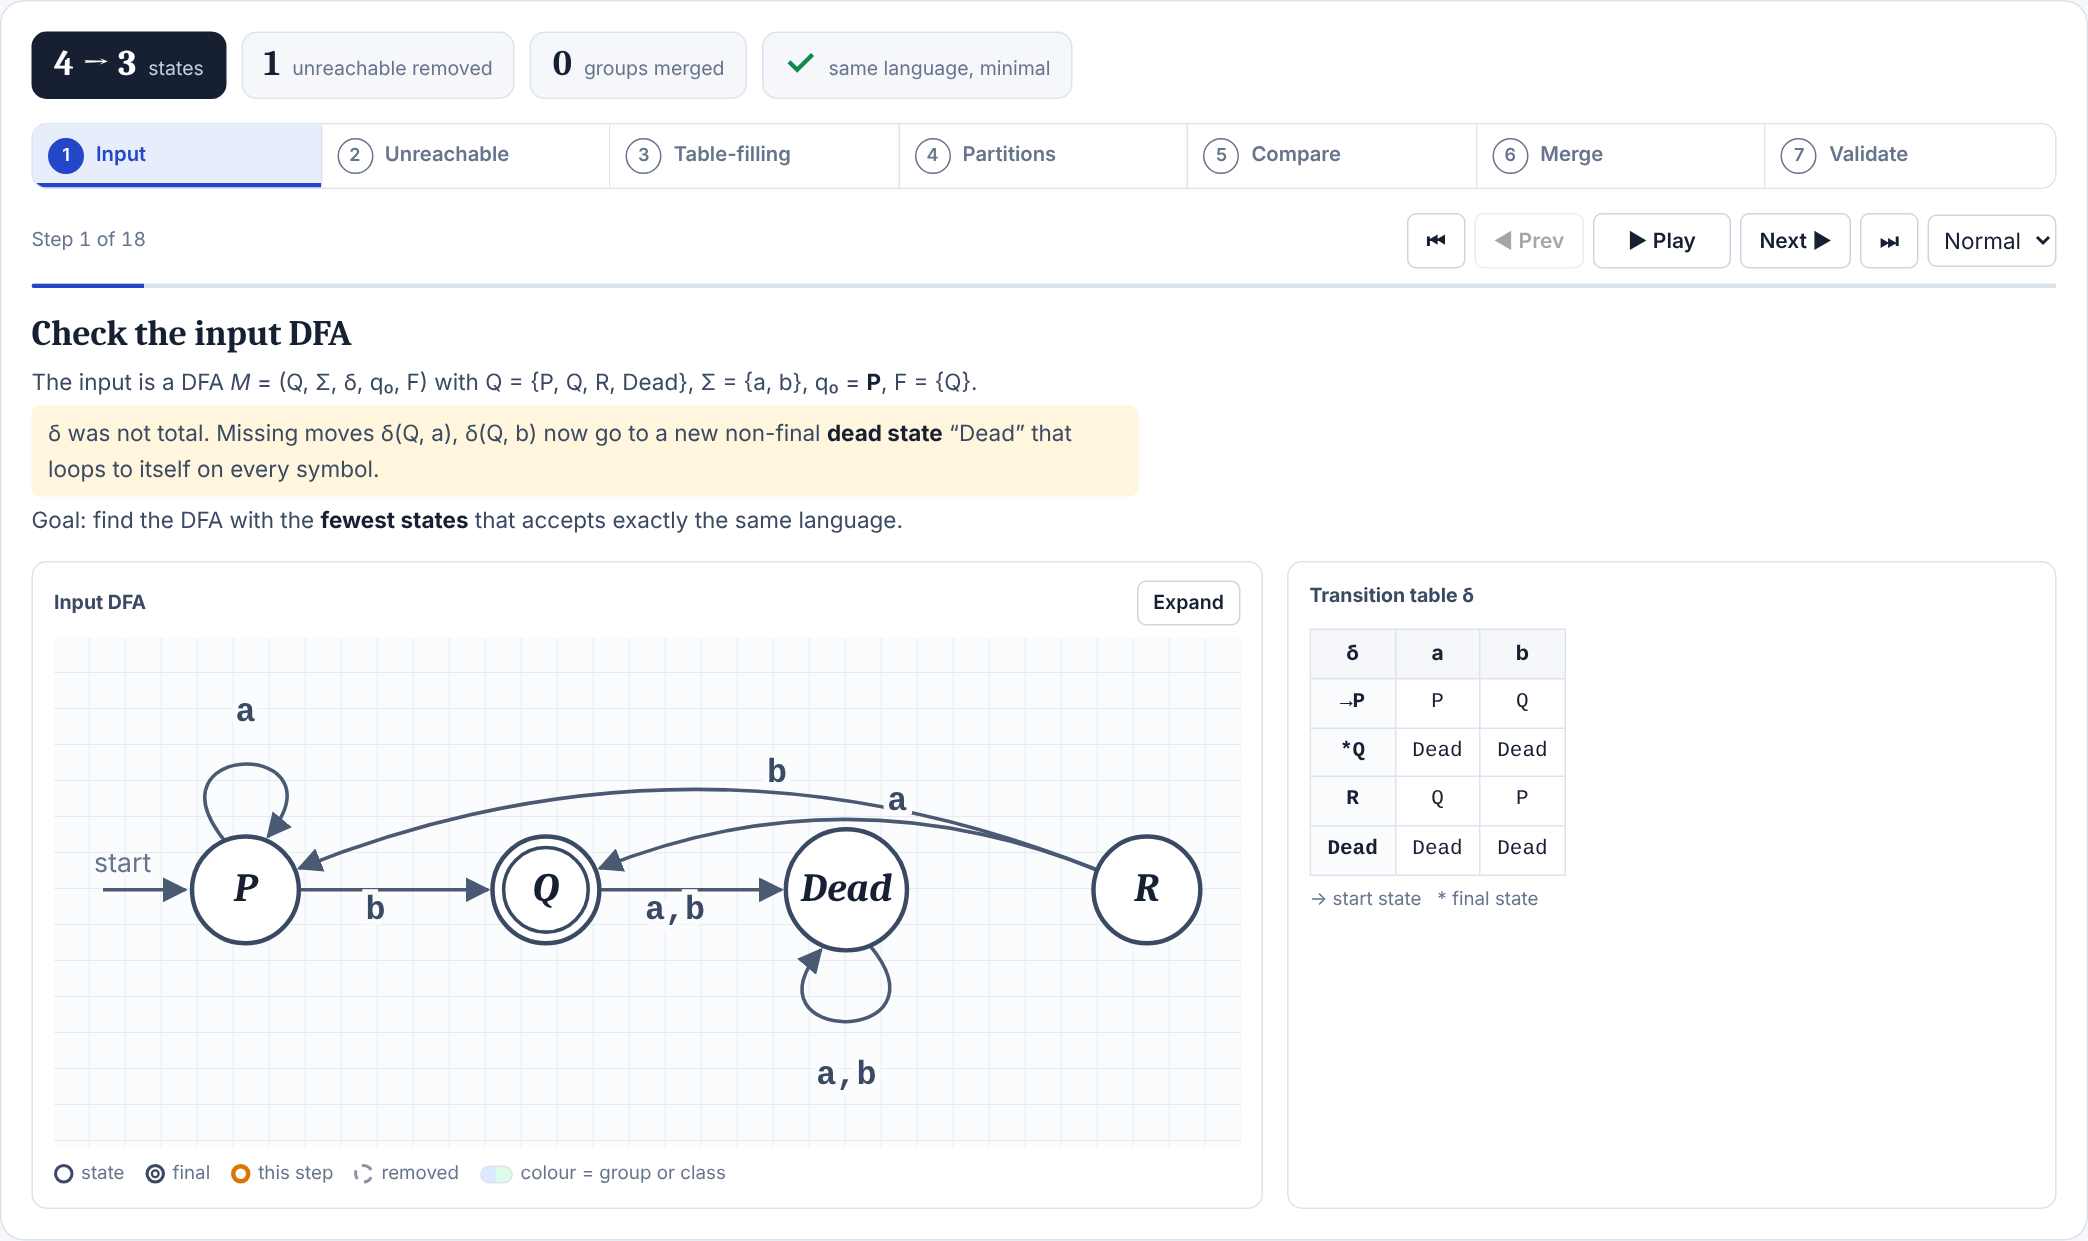 4 → 3 states
1 unreachable removed
0 groups merged
✓ same language, minimal
1 Input
2 Unreachable
3 Table-filling
4 Partitions
5 Compare
6 Merge
7 Validate
Step 1 of 18
⏮ ◀ Prev ▶ Play Next ▶ ⏭ Normal
Check the input DFA
The input is a DFA M = (Q, Σ, δ, q₀, F) with Q = {P, Q, R, Dead}, Σ = {a, b}, q₀ = P, F = {Q}.
δ was not total. Missing moves δ(Q, a), δ(Q, b) now go to a new non-final dead state “Dead” that
loops to itself on every symbol.
Goal: find the DFA with the fewest states that accepts exactly the same language.
Input DFA
Expand
a
b
a
start
P
Q
Dead
R
b
a,b
a,b
state final this step removed colour = group or class
Transition table δ
δ a b
→P P Q
*Q Dead Dead
R Q P
Dead Dead Dead
→ start state * final state